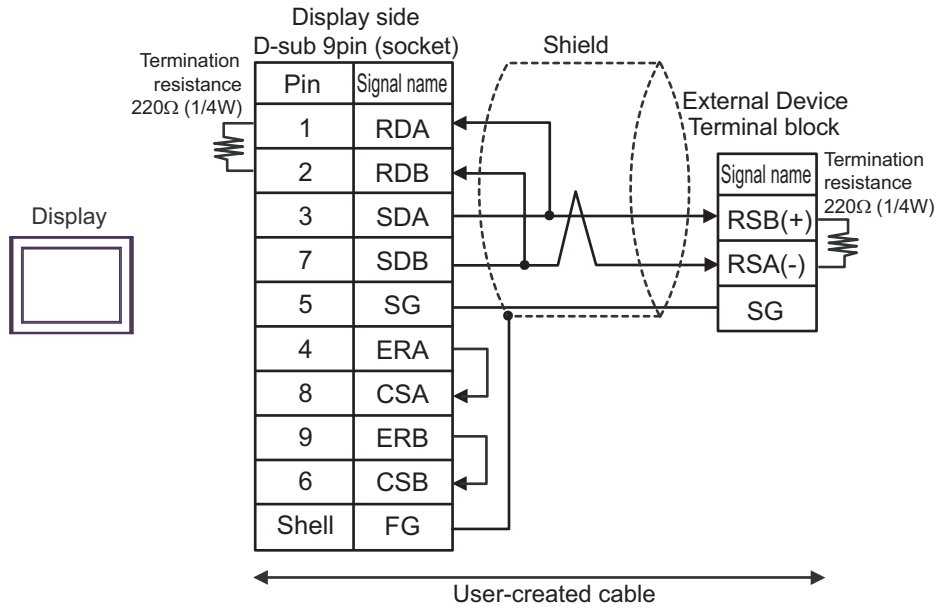 Display side
D-sub 9pin (socket)
Shield
Termination
resistance
220Ω (1/4W)
External Device
Terminal block
Pin Signal name
1 RDA
2 RDB
3 SDA
7 SDB
5 SG
4 ERA
8 CSA
9 ERB
6 CSB
Shell FG
Signal name
RSB(+)
RSA(-)
SG
Termination
resistance
220Ω (1/4W)
Display
User-created cable